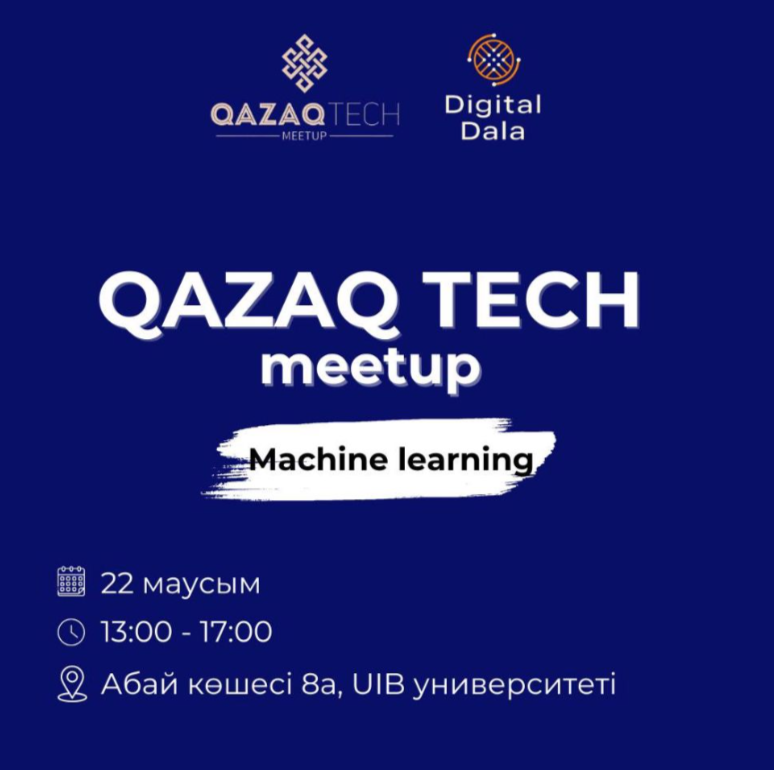 QAZAQTECH
MEETUP
Digital
Dala
QAZAQ TECH
meetup
Machine learning
22 маусым
13:00 - 17:00
Абай көшесі 8а, UIB университеті